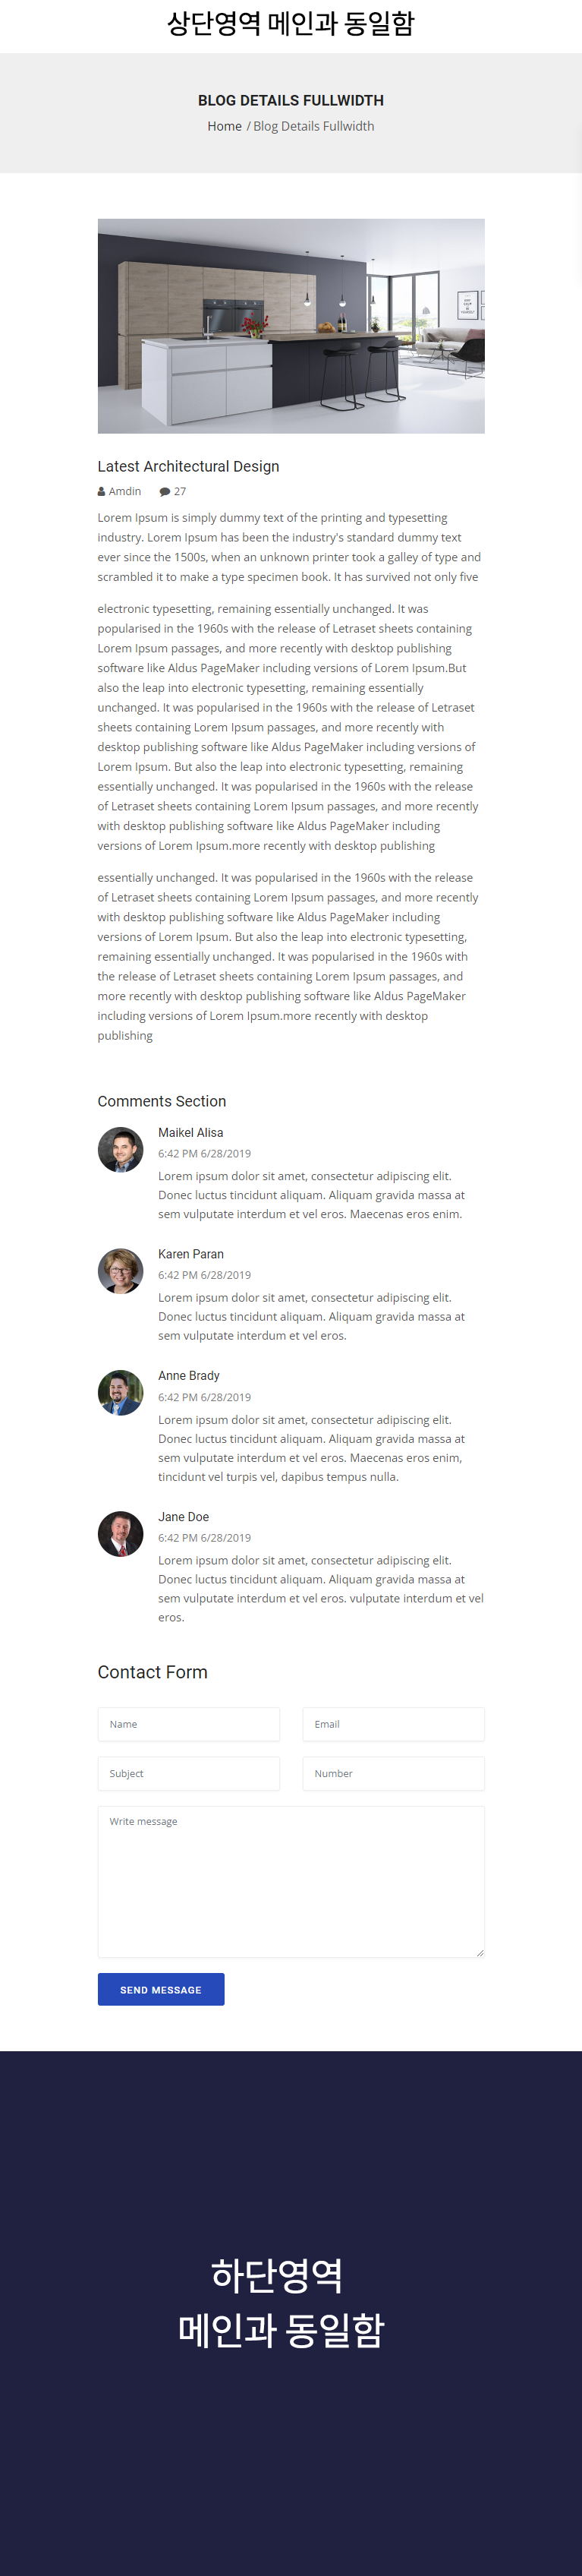 상단영역 메인과 동일함
BLOG DETAILS FULLWIDTH
Home / Blog Details Fullwidth
Latest Architectural Design
Amdin 27
Lorem Ipsum is simply dummy text of the printing and typesetting
industry. Lorem Ipsum has been the industry's standard dummy text
ever since the 1500s, when an unknown printer took a galley of type and
scrambled it to make a type specimen book. It has survived not only five
electronic typesetting, remaining essentially unchanged. It was
popularised in the 1960s with the release of Letraset sheets containing
Lorem Ipsum passages, and more recently with desktop publishing
software like Aldus PageMaker including versions of Lorem Ipsum.But
also the leap into electronic typesetting, remaining essentially
unchanged. It was popularised in the 1960s with the release of Letraset
sheets containing Lorem Ipsum passages, and more recently with
desktop publishing software like Aldus PageMaker including versions of
Lorem Ipsum. But also the leap into electronic typesetting, remaining
essentially unchanged. It was popularised in the 1960s with the release
of Letraset sheets containing Lorem Ipsum passages, and more recently
with desktop publishing software like Aldus PageMaker including
versions of Lorem Ipsum.more recently with desktop publishing
essentially unchanged. It was popularised in the 1960s with the release
of Letraset sheets containing Lorem Ipsum passages, and more recently
with desktop publishing software like Aldus PageMaker including
versions of Lorem Ipsum. But also the leap into electronic typesetting,
remaining essentially unchanged. It was popularised in the 1960s with
the release of Letraset sheets containing Lorem Ipsum passages, and
more recently with desktop publishing software like Aldus PageMaker
including versions of Lorem Ipsum.more recently with desktop
publishing
Comments Section
Maikel Alisa
6:42 PM 6/28/2019
Lorem ipsum dolor sit amet, consectetur adipiscing elit.
Donec luctus tincidunt aliquam. Aliquam gravida massa at
sem vulputate interdum et vel eros. Maecenas eros enim.
Karen Paran
6:42 PM 6/28/2019
Lorem ipsum dolor sit amet, consectetur adipiscing elit.
Donec luctus tincidunt aliquam. Aliquam gravida massa at
sem vulputate interdum et vel eros.
Anne Brady
6:42 PM 6/28/2019
Lorem ipsum dolor sit amet, consectetur adipiscing elit.
Donec luctus tincidunt aliquam. Aliquam gravida massa at
sem vulputate interdum et vel eros. Maecenas eros enim,
tincidunt vel turpis vel, dapibus tempus nulla.
Jane Doe
6:42 PM 6/28/2019
Lorem ipsum dolor sit amet, consectetur adipiscing elit.
Donec luctus tincidunt aliquam. Aliquam gravida massa at
sem vulputate interdum et vel eros. vulputate interdum et vel
eros.
Contact Form
Name Email
Subject Number
Write message
SEND MESSAGE
하단영역
메인과 동일함